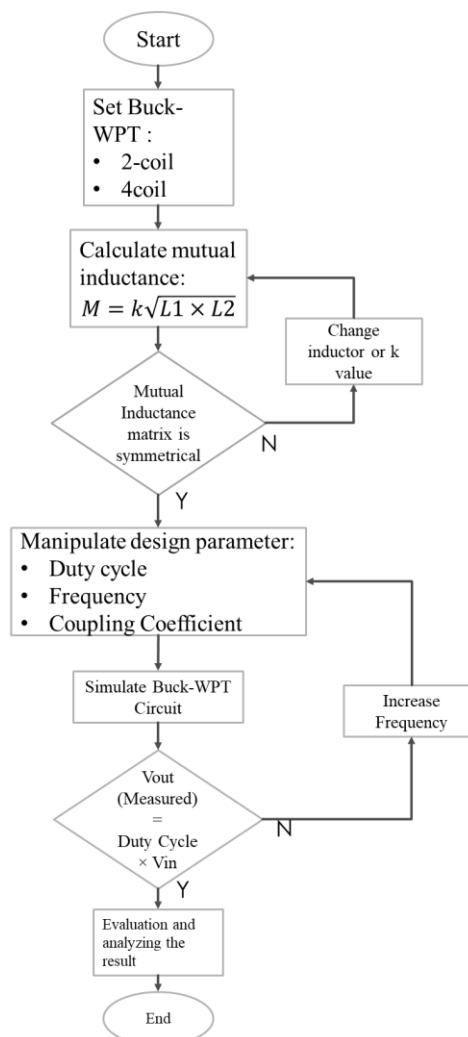 Start
Set Buck-
WPT :
• 2-coil
• 4coil
Calculate mutual
inductance:
M = k√L1 × L2
Change
inductor or k
value
Mutual
Inductance
matrix is
symmetrical
N
Y
Manipulate design parameter:
• Duty cycle
• Frequency
• Coupling Coefficient
Simulate Buck-WPT
Circuit
Increase
Frequency
Vout
(Measured)
=
Duty Cycle
× Vin
N
Y
Evaluation and
analyzing the
result
End